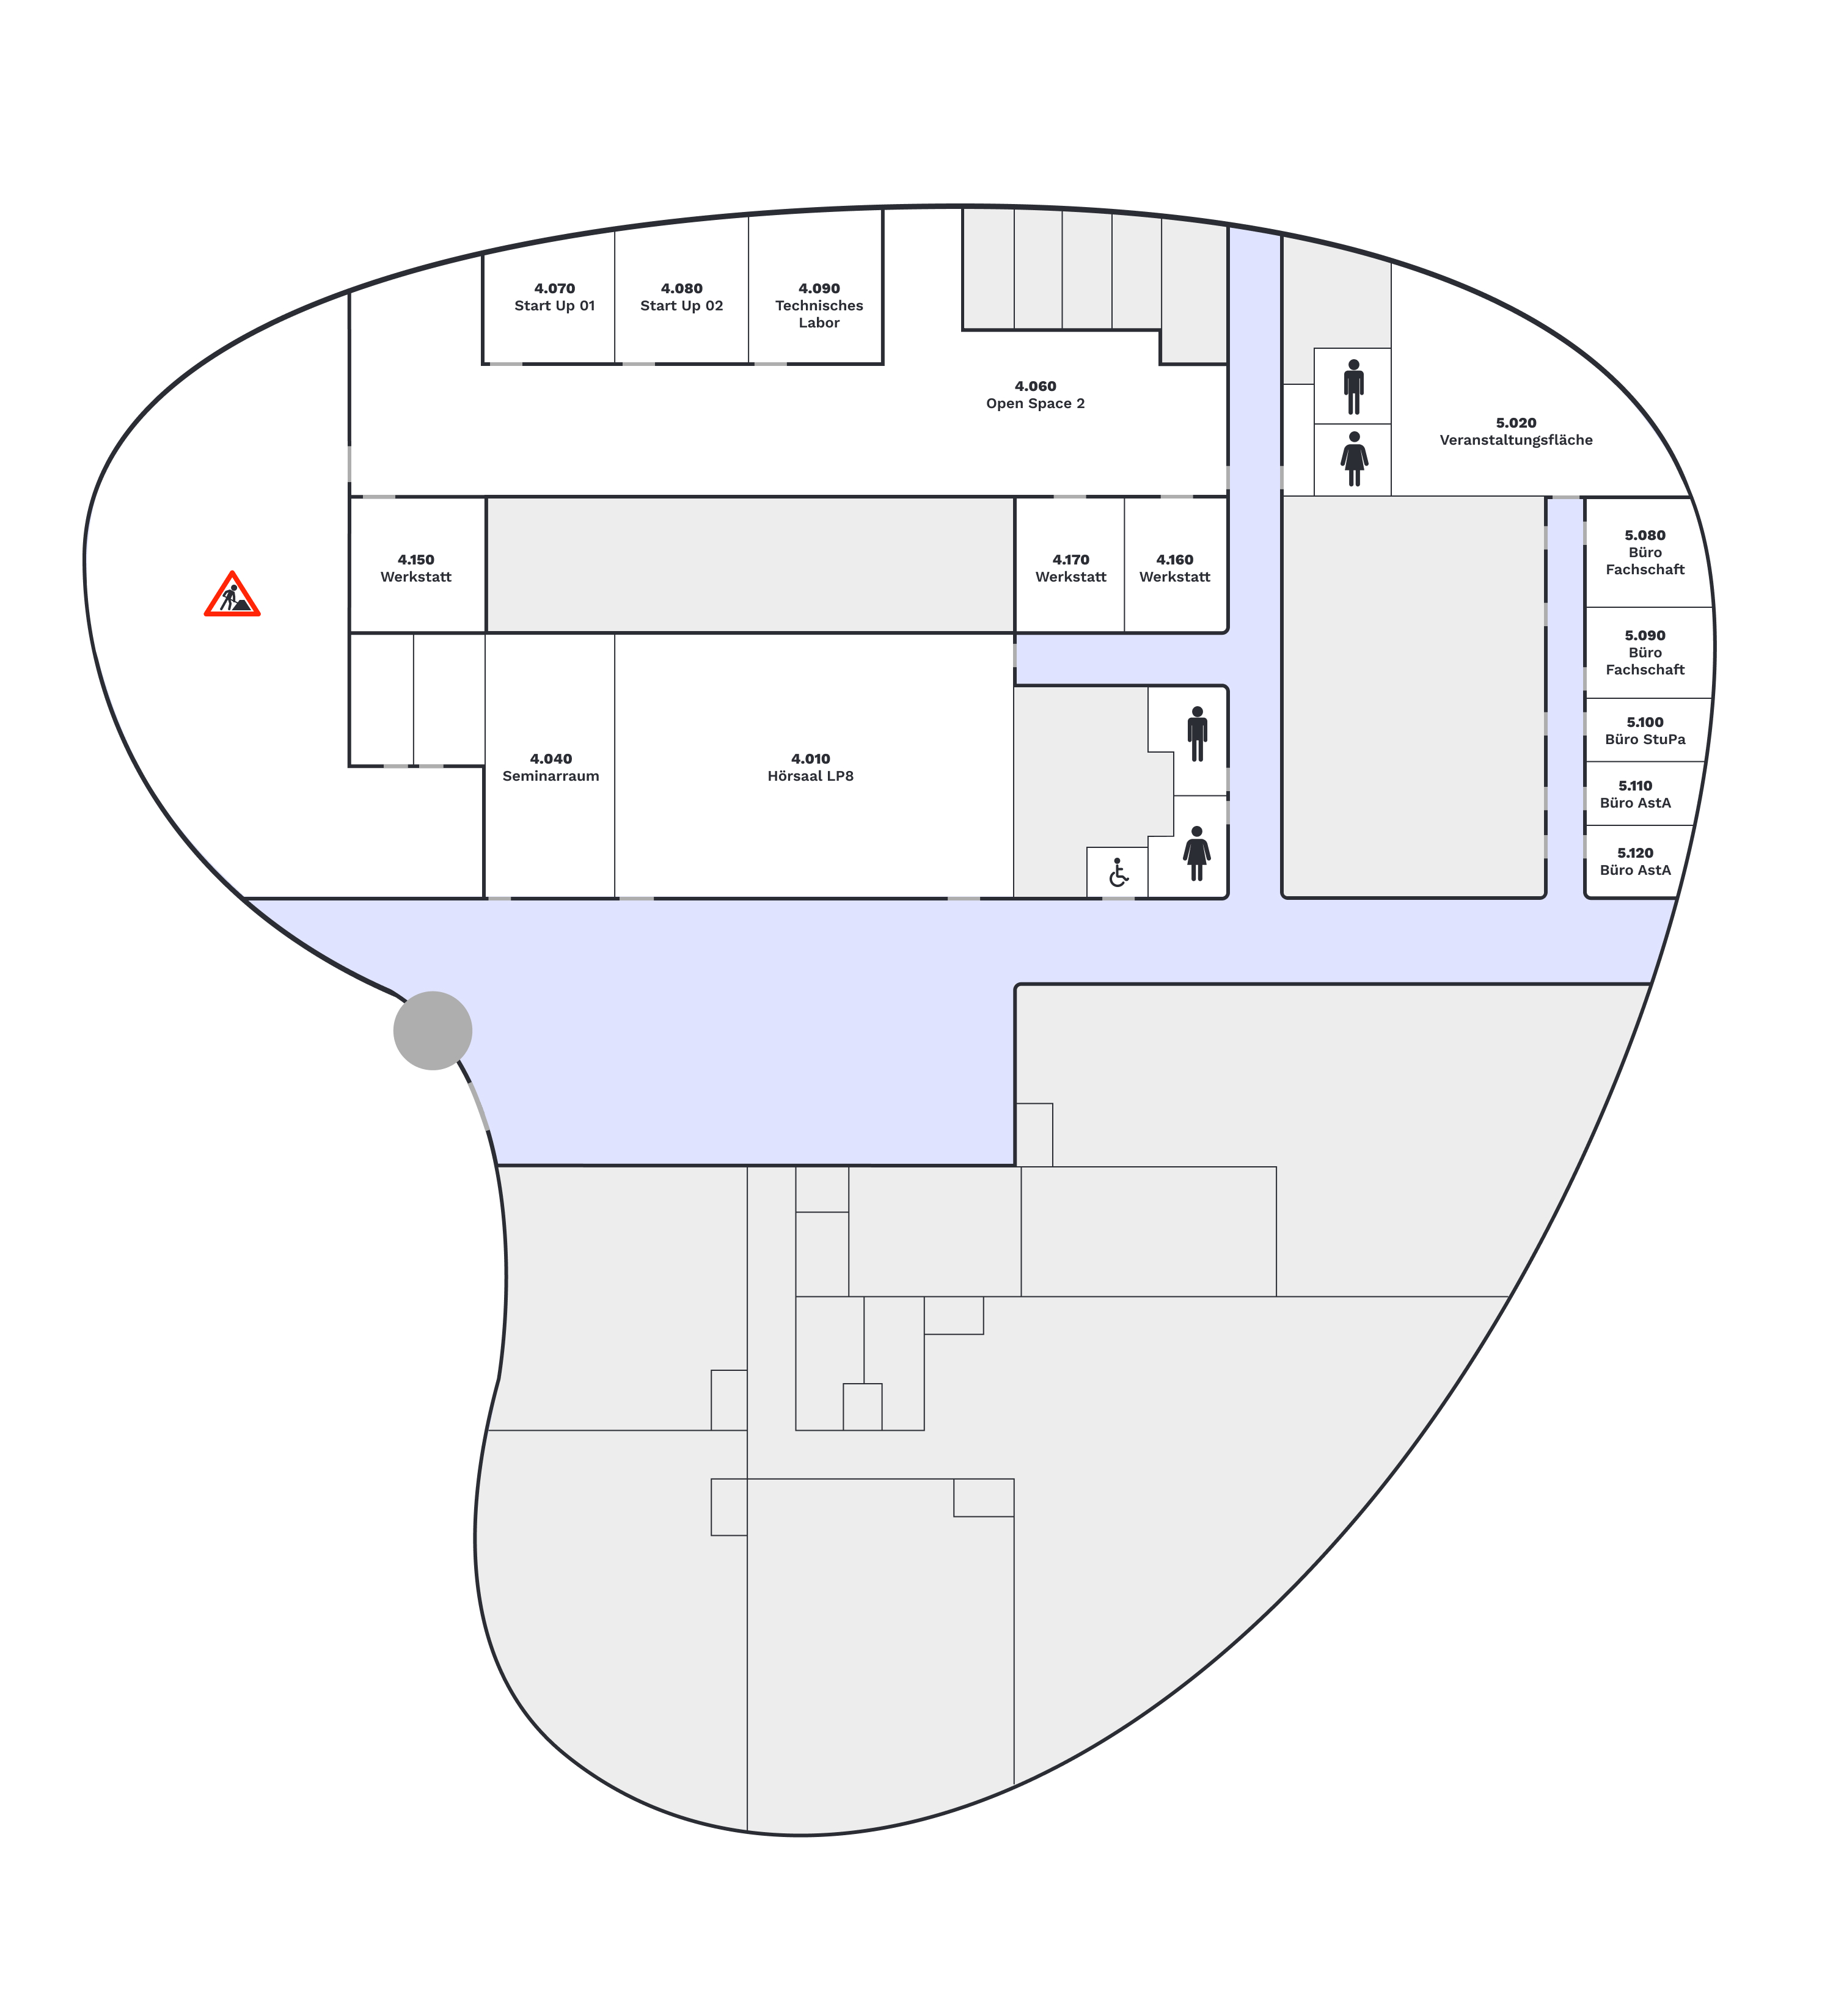 4.070
Start Up 01
4.080
Start Up 02
4.090
Technisches
Labor
4.060
Open Space 2
5.020
Veranstaltungsfläche
4.150
Werkstatt
4.170
Werkstatt
4.160
Werkstatt
5.080
Büro
Fachschaft
5.090
Büro
Fachschaft
5.100
Büro StuPa
5.110
Büro AstA
5.120
Büro AstA
4.040
Seminarraum
4.010
Hörsaal LP8